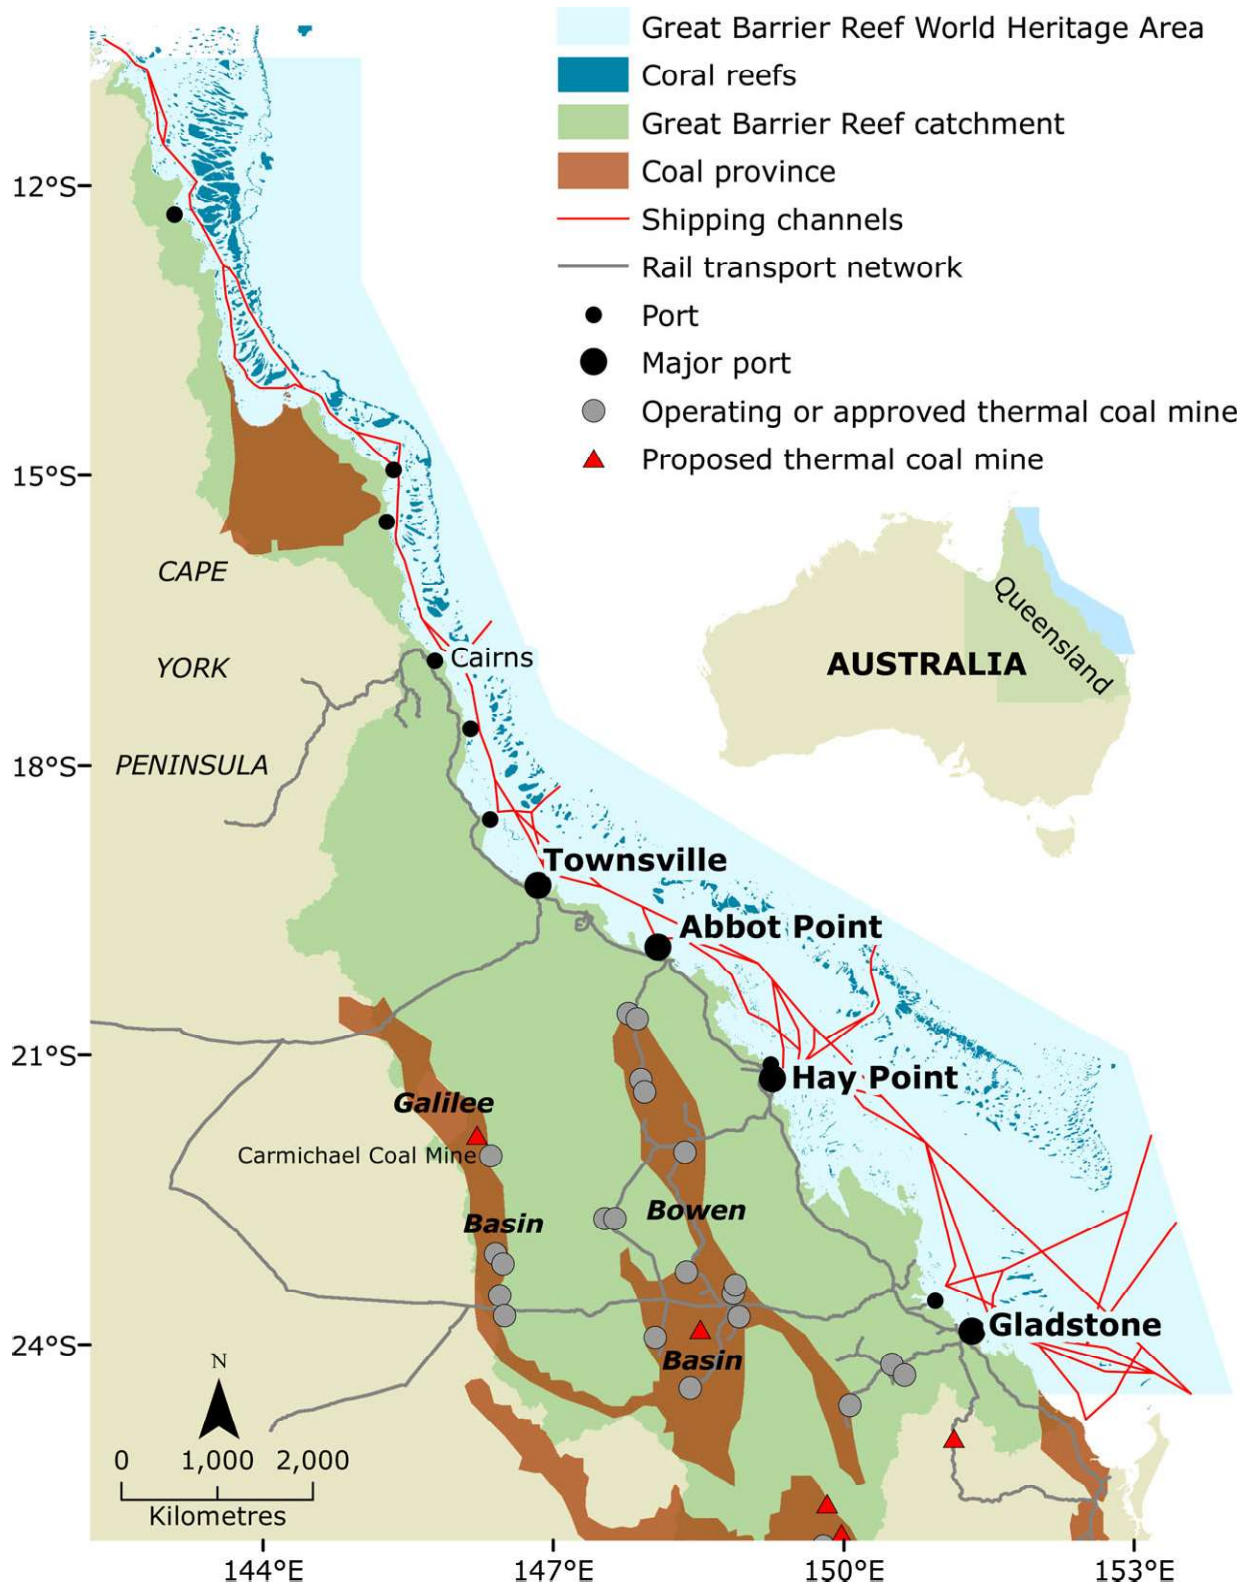 Great Barrier Reef World Heritage Area
Coral reefs
Great Barrier Reef catchment
Coal province
Shipping channels
Rail transport network
Port
Major port
Operating or approved thermal coal mine
Proposed thermal coal mine
12°S
15°S
18°S
21°S
24°S
CAPE
YORK
PENINSULA
Cairns
Queensland
AUSTRALIA
Townsville
Abbot Point
Hay Point
Galilee
Carmichael Coal Mine
Basin
Bowen
Basin
Gladstone
N
0 1,000 2,000
Kilometres
144°E 147°E 150°E 153°E